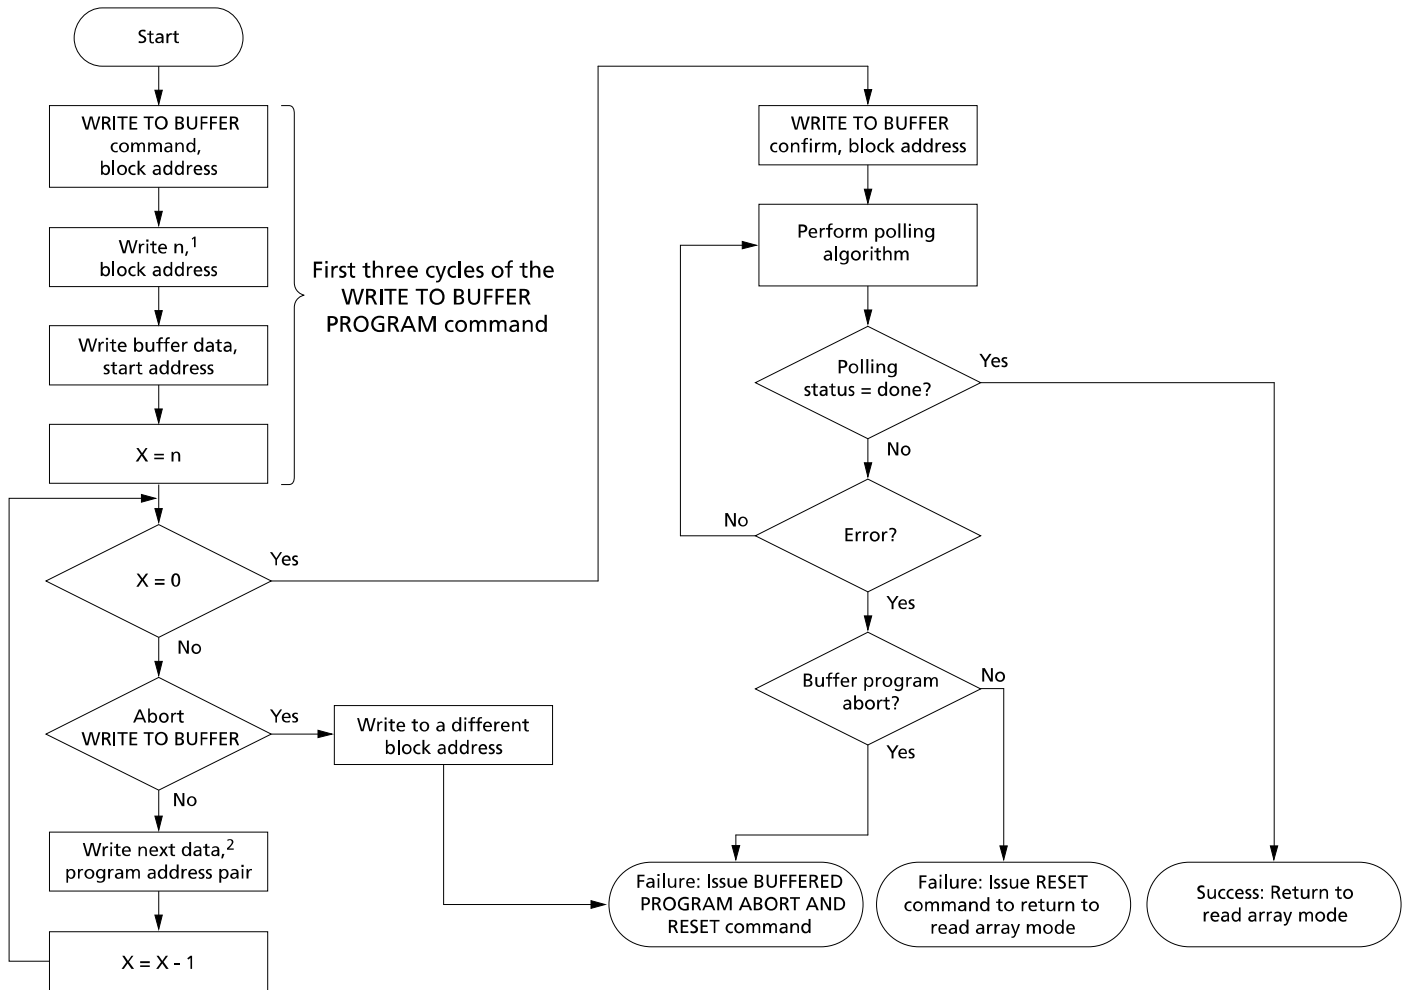 Start
WRITE TO BUFFER
command,
block address
Write n,1
block address
Write buffer data,
start address
X = n
First three cycles of the
WRITE TO BUFFER
PROGRAM command
X = 0
Yes
No
Abort
WRITE TO BUFFER
Yes
No
Write to a different
block address
Write next data,2
program address pair
X = X - 1
WRITE TO BUFFER
confirm, block address
Perform polling
algorithm
Polling
status = done?
Yes
No
Error?
No
Yes
Buffer program
abort?
No
Yes
Failure: Issue BUFFERED
PROGRAM ABORT AND
RESET command
Failure: Issue RESET
command to return to
read array mode
Success: Return to
read array mode